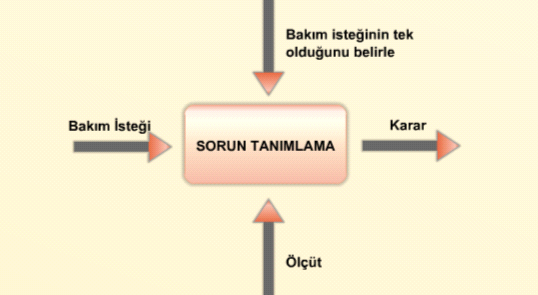 Bakım isteğinin tek
olduğunu belirle
Bakım İsteği
SORUN TANIMLAMA
Karar
Ölçüt